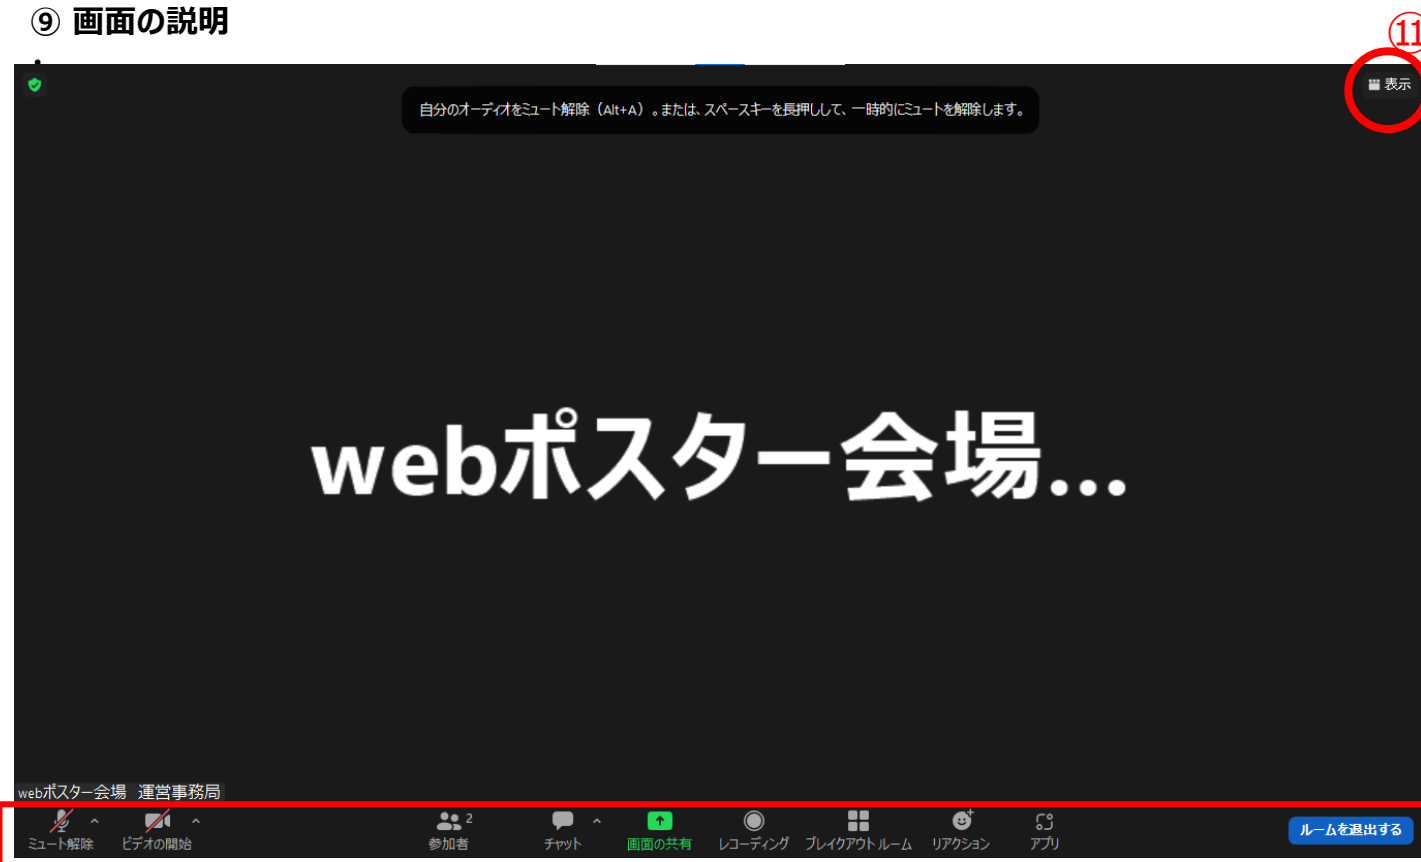 ⑨ 画面の説明
⑪
表示
自分のオーディオをミュート解除（Alt+A）。または、スペースキーを長押しして、一時的にミュートを解除します。
webポスター会場...
webポスター会場　運営事務局
ミュート解除 ビデオの開始 参加者 2 チャット 画面の共有 レコーディング ブレイクアウト ルーム リアクション アプリ ルームを退出する